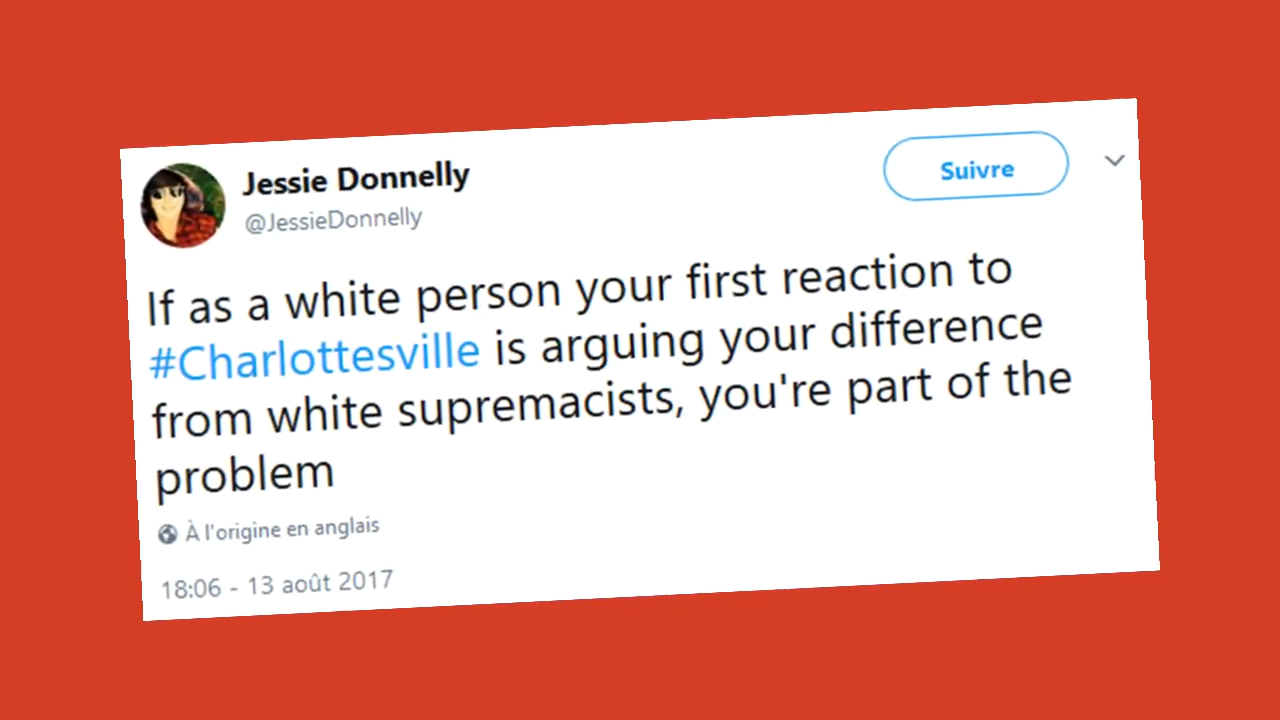 Jessie Donnelly
@JessieDonnelly
Suivre
If as a white person your first reaction to
#Charlottesville is arguing your difference
from white supremacists, you're part of the
problem
À l'origine en anglais
18:06 - 13 août 2017